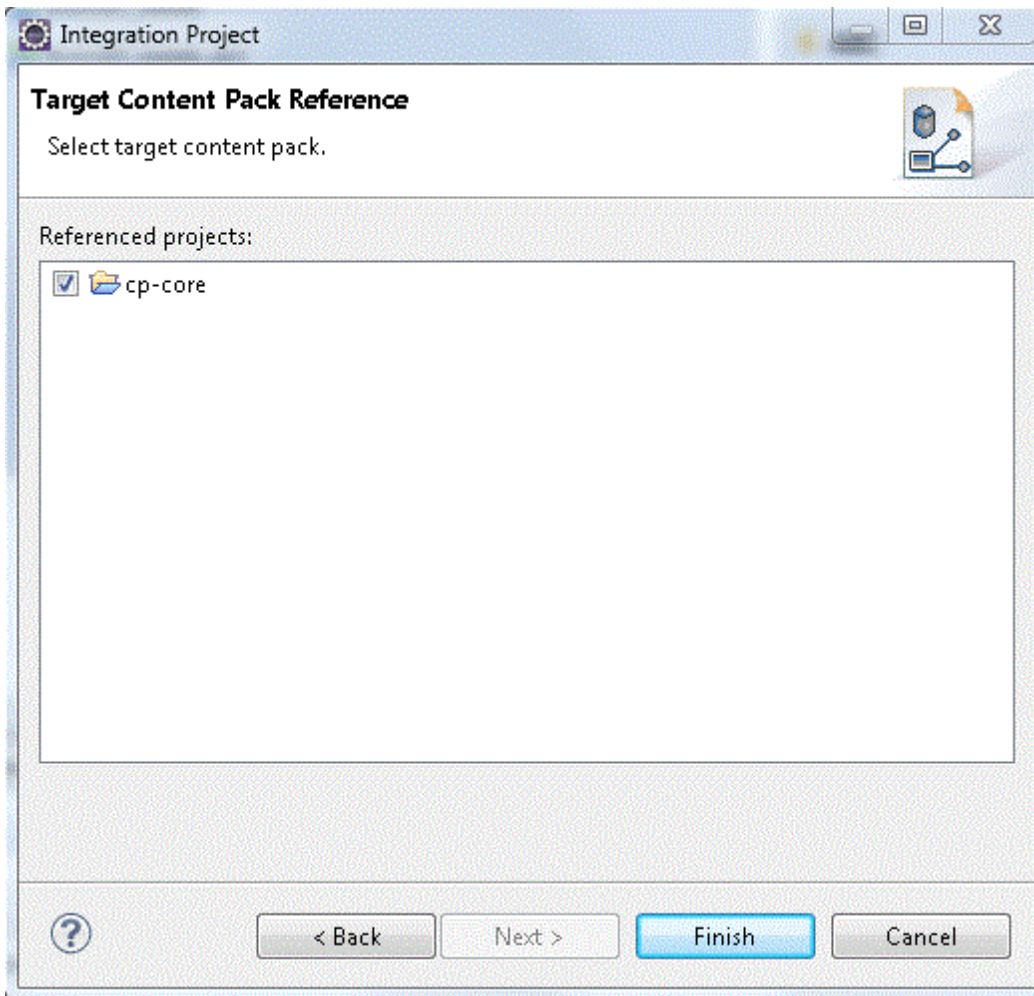 Integration Project
Target Content Pack Reference
Select target content pack.
Referenced projects:
cp-core
?
< Back
Next >
Finish
Cancel